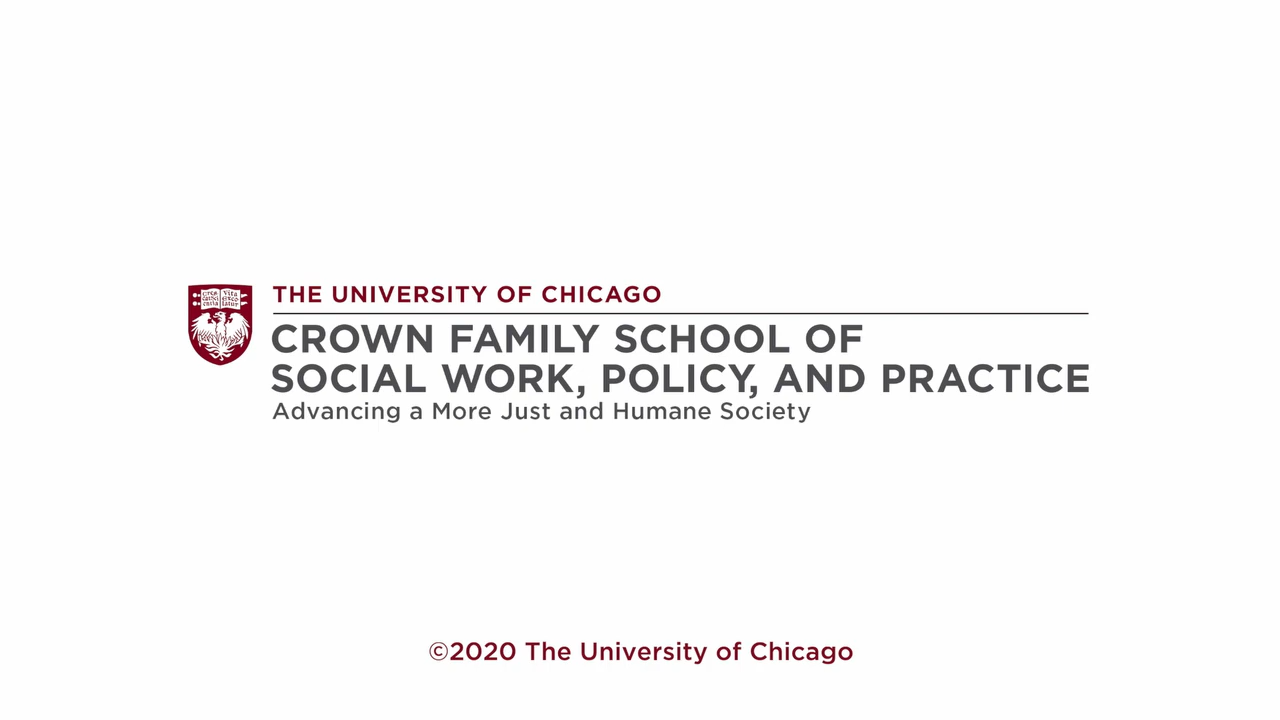 THE UNIVERSITY OF CHICAGO
CROWN FAMILY SCHOOL OF
SOCIAL WORK, POLICY, AND PRACTICE
Advancing a More Just and Humane Society
©2020 The University of Chicago